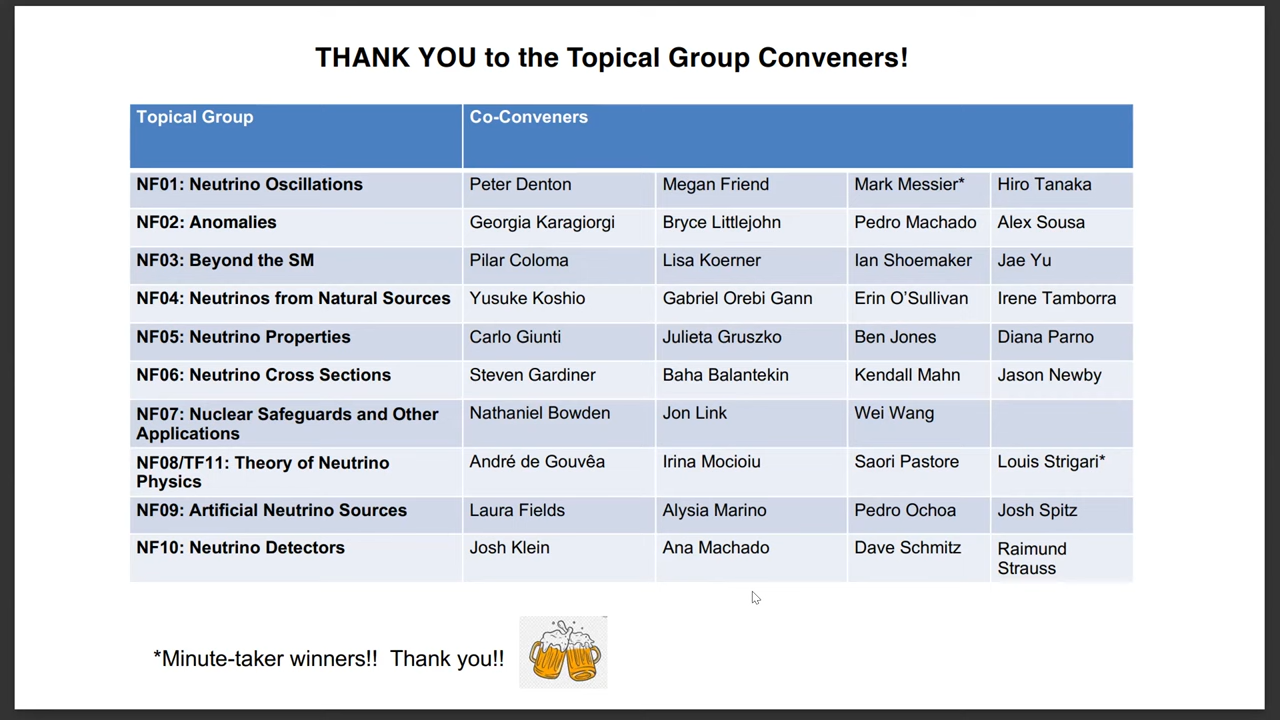 THANK YOU to the Topical Group Conveners!
Topical Group Co-Conveners
NF01: Neutrino Oscillations Peter Denton Megan Friend Mark Messier* Hiro Tanaka
NF02: Anomalies Georgia Karagiorgi Bryce Littlejohn Pedro Machado Alex Sousa
NF03: Beyond the SM Pilar Coloma Lisa Koerner Ian Shoemaker Jae Yu
NF04: Neutrinos from Natural Sources Yusuke Koshio Gabriel Orebi Gann Erin O’Sullivan Irene Tamborra
NF05: Neutrino Properties Carlo Giunti Julieta Gruszko Ben Jones Diana Parno
NF06: Neutrino Cross Sections Steven Gardiner Baha Balantekin Kendall Mahn Jason Newby
NF07: Nuclear Safeguards and Other
Applications Nathaniel Bowden Jon Link Wei Wang
NF08/TF11: Theory of Neutrino
Physics André de Gouvêa Irina Mocioiu Saori Pastore Louis Strigari*
NF09: Artificial Neutrino Sources Laura Fields Alysia Marino Pedro Ochoa Josh Spitz
NF10: Neutrino Detectors Josh Klein Ana Machado Dave Schmitz Raimund
Strauss
*Minute-taker winners!! Thank you!!